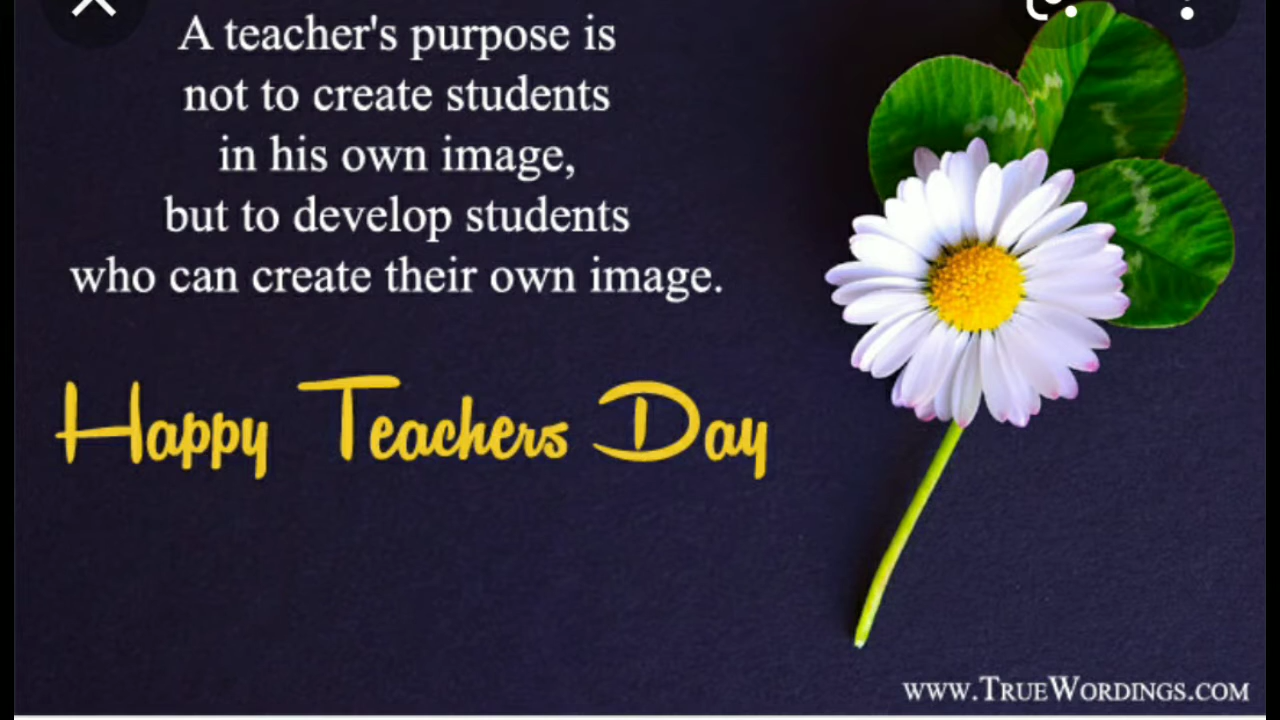 A teacher's purpose is
not to create students
in his own image,
but to develop students
who can create their own image.
Happy Teachers Day
www.TrueWordings.com